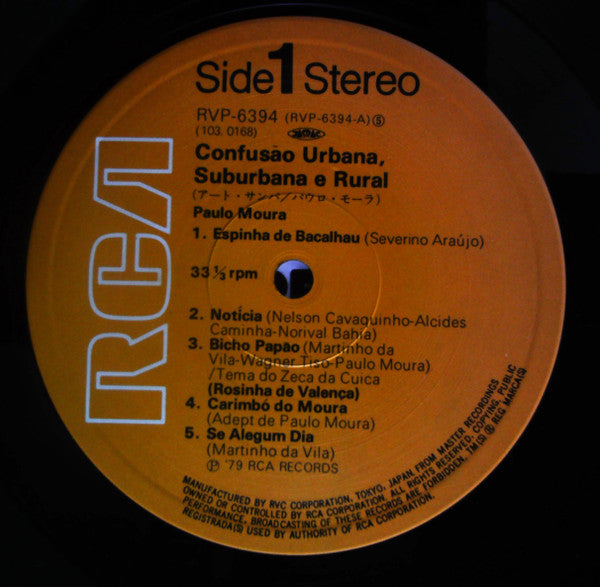 Side 1 Stereo
RVP-6394 (RVP-6394-A) Ⓢ
(103. 0168) JASRAC
Confusão Urbana,
Suburbana e Rural
(アート・サンバ/パウロ・モーラ)
Paulo Moura
1. Espinha de Bacalhau (Severino Araújo)
33⅓ rpm
2. Notícia (Nelson Cavaquinho-Alcides
Caminha-Norival Bahia)
3. Bicho Papão (Martinho da
Vila-Wagner Tiso-Paulo Moura)
/Tema do Zeca da Cuica
(Rosinha de Valença)
4. Carimbó do Moura
(Adept de Paulo Moura)
5. Se Alegum Dia
(Martinho da Vila)
Ⓟ '79 RCA RECORDS
RCA
MANUFACTURED BY RVC CORPORATION, TOKYO, JAPAN, FROM MASTER RECORDINGS
OWNED OR CONTROLLED BY RCA CORPORATION. ALL RIGHTS RESERVED. COPYING, PUBLIC
PERFORMANCE, BROADCASTING OF THESE RECORDS ARE FORBIDDEN. TM(S) ® REG MARCA(S)
REGISTRADA(S) USED BY AUTHORITY OF RCA CORPORATION.